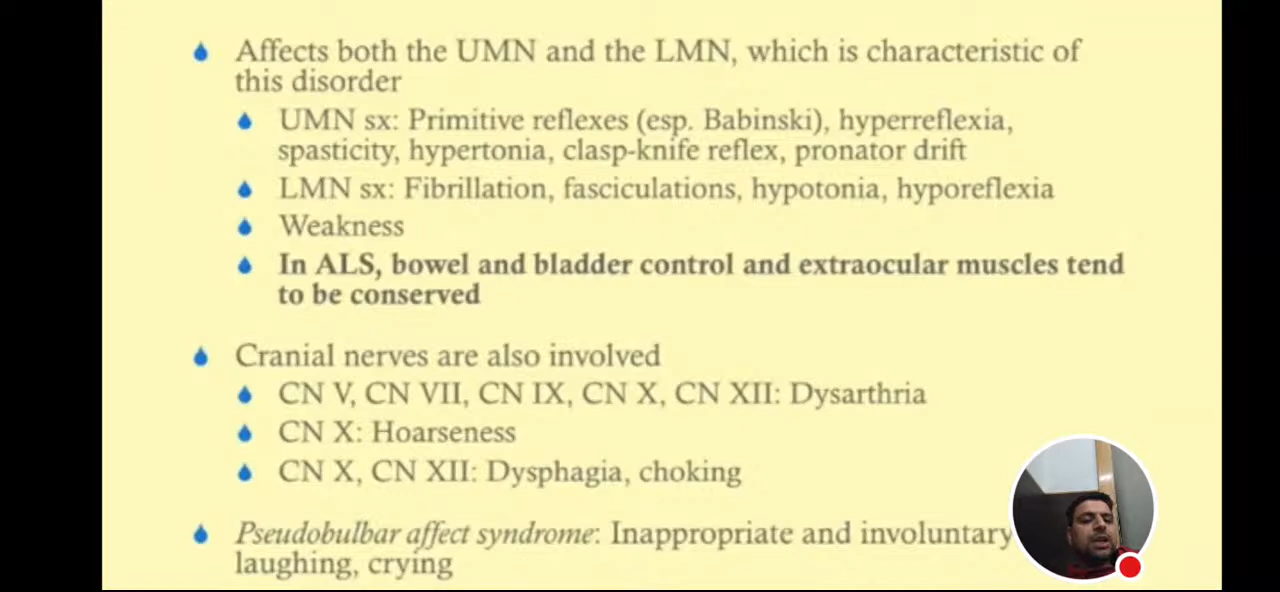 Affects both the UMN and the LMN, which is characteristic of
this disorder
UMN sx: Primitive reflexes (esp. Babinski), hyperreflexia,
spasticity, hypertonia, clasp-knife reflex, pronator drift
LMN sx: Fibrillation, fasciculations, hypotonia, hyporeflexia
Weakness
In ALS, bowel and bladder control and extraocular muscles tend
to be conserved
Cranial nerves are also involved
CN V, CN VII, CN IX, CN X, CN XII: Dysarthria
CN X: Hoarseness
CN X, CN XII: Dysphagia, choking
Pseudobulbar affect syndrome: Inappropriate and involuntary
laughing, crying